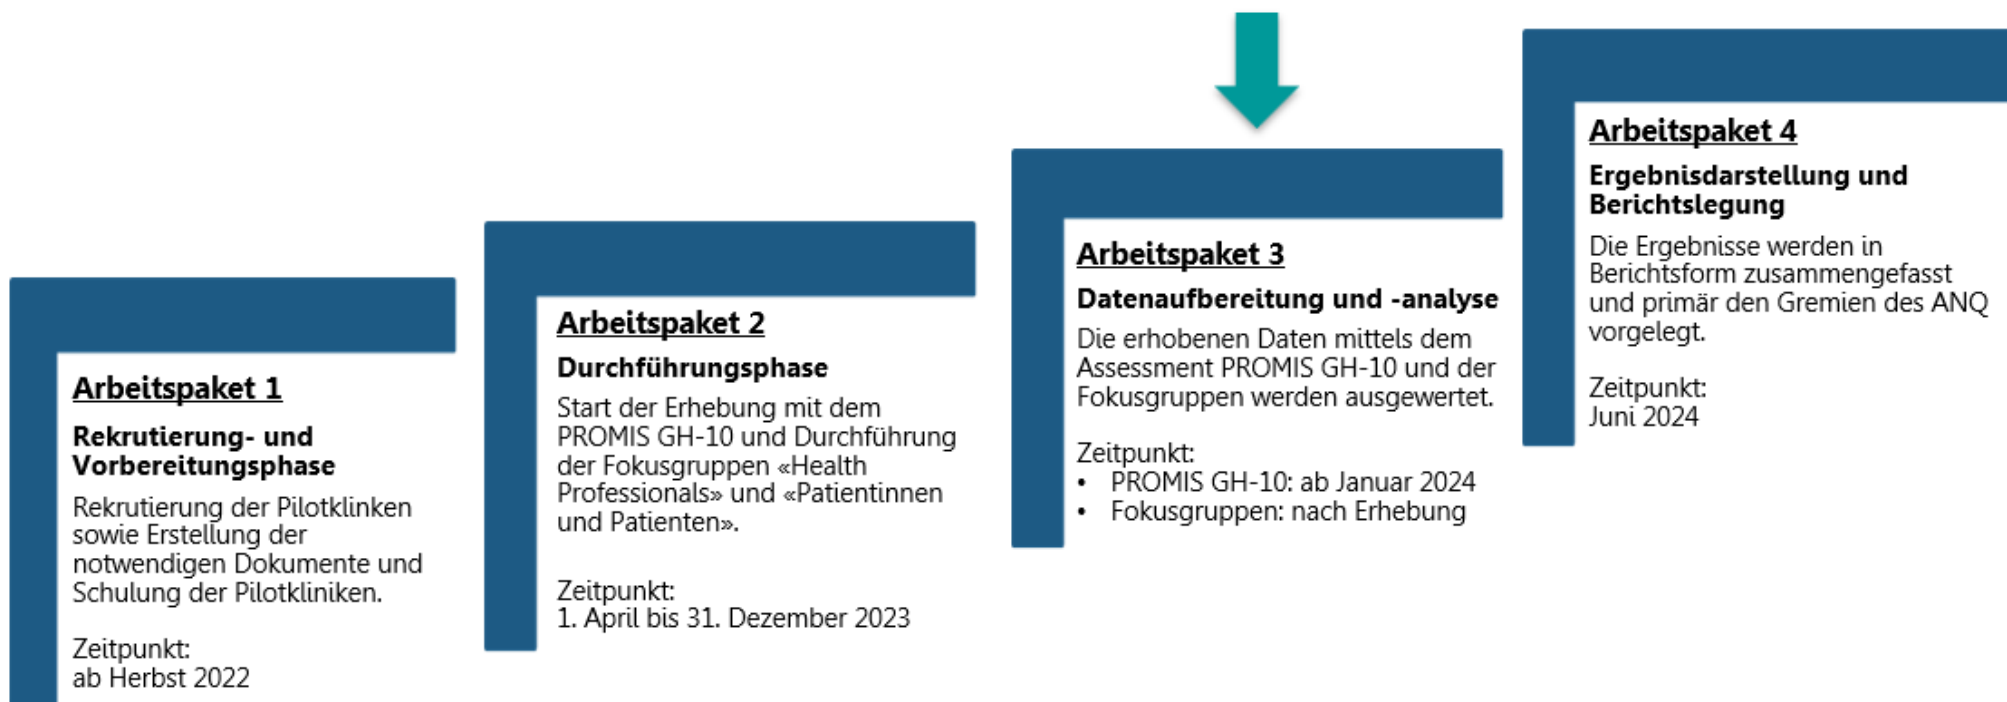 Arbeitspaket 1
Rekrutierung- und
Vorbereitungsphase
Rekrutierung der Pilotklinken
sowie Erstellung der
notwendigen Dokumente und
Schulung der Pilotkliniken.
Zeitpunkt:
ab Herbst 2022
Arbeitspaket 2
Durchführungsphase
Start der Erhebung mit dem
PROMIS GH-10 und Durchführung
der Fokusgruppen «Health
Professionals» und «Patientinnen
und Patienten».
Zeitpunkt:
1. April bis 31. Dezember 2023
Arbeitspaket 3
Datenaufbereitung und -analyse
Die erhobenen Daten mittels dem
Assessment PROMIS GH-10 und der
Fokusgruppen werden ausgewertet.
Zeitpunkt:
• PROMIS GH-10: ab Januar 2024
• Fokusgruppen: nach Erhebung
Arbeitspaket 4
Ergebnisdarstellung und
Berichtslegung
Die Ergebnisse werden in
Berichtsform zusammengefasst
und primär den Gremien des ANQ
vorgelegt.
Zeitpunkt:
Juni 2024